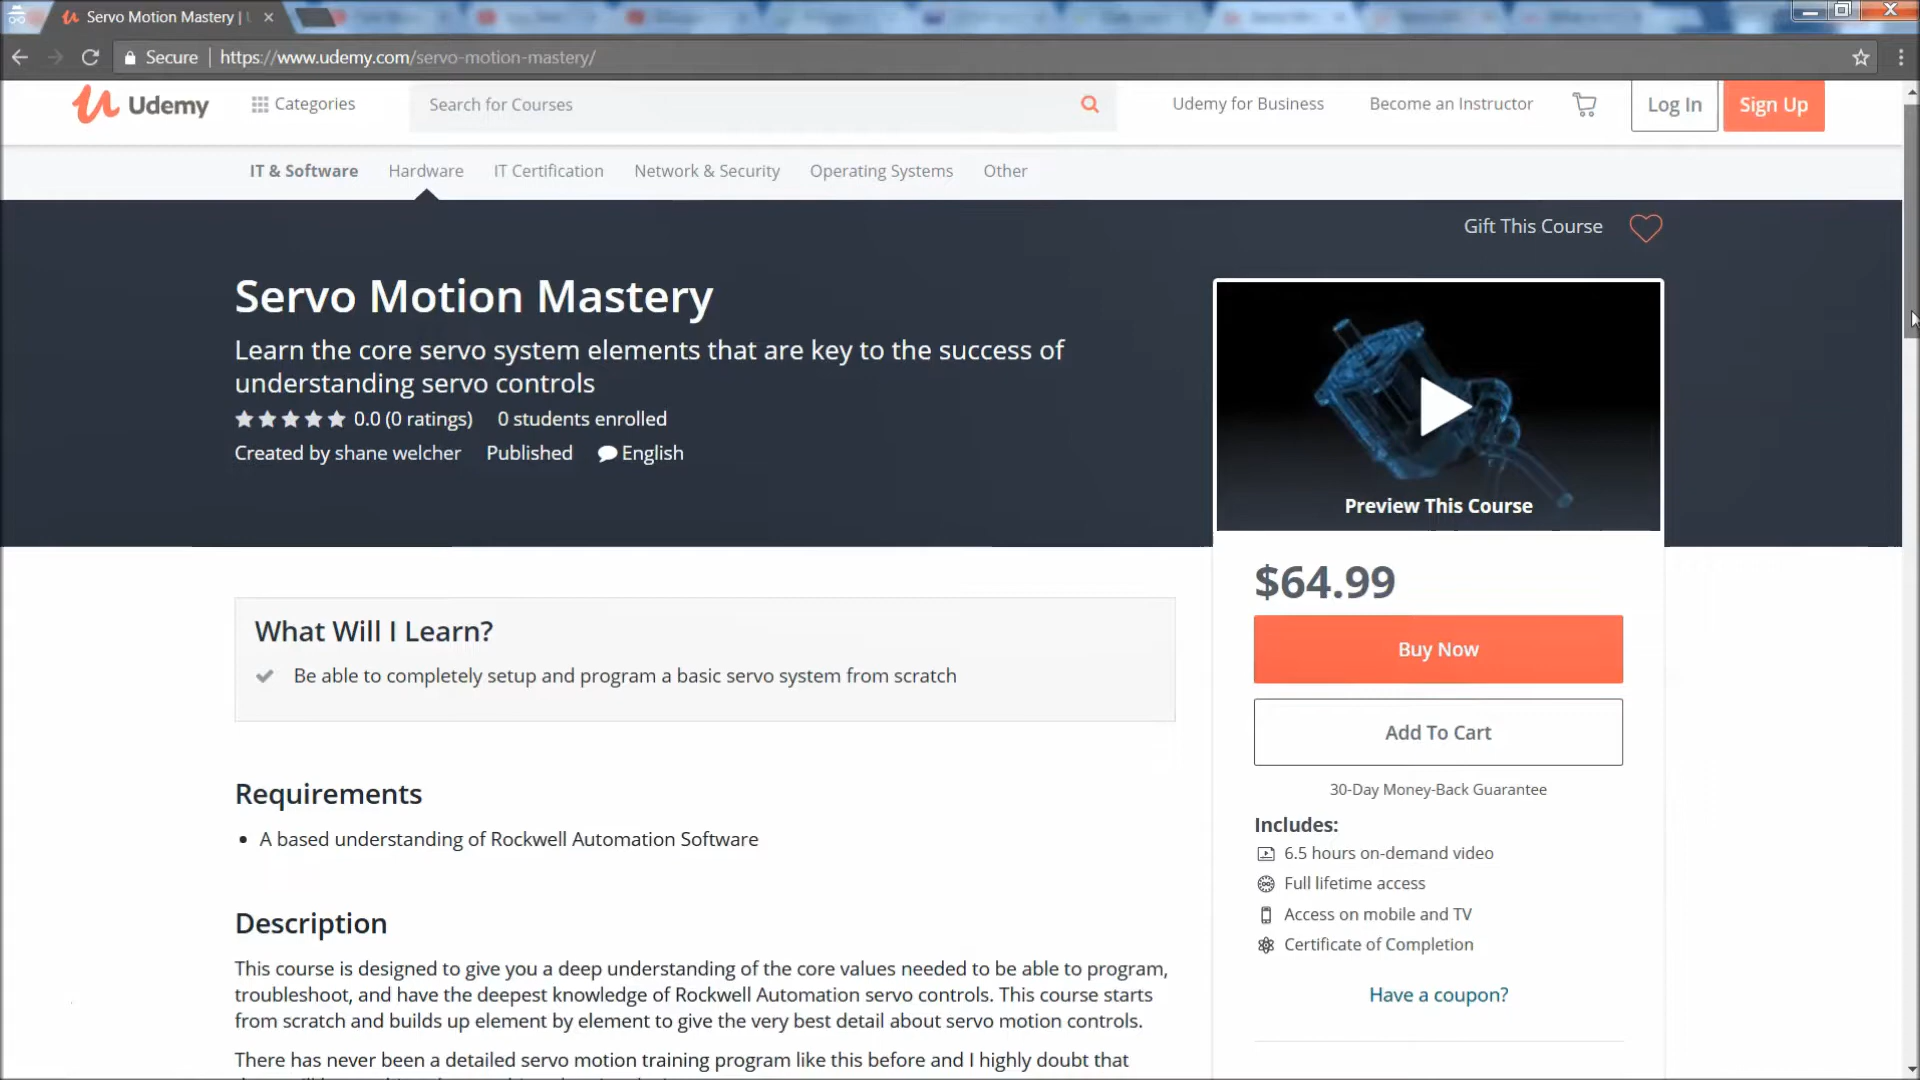 Servo Motion Mastery |
Secure https://www.udemy.com/servo-motion-mastery/
Udemy Categories Search for Courses Udemy for Business Become an Instructor Log In Sign Up
IT & Software Hardware IT Certification Network & Security Operating Systems Other
Gift This Course
Servo Motion Mastery
Learn the core servo system elements that are key to the success of
understanding servo controls
0.0 (0 ratings) 0 students enrolled
Created by shane welcher Published English
Preview This Course
$64.99
Buy Now
Add To Cart
30-Day Money-Back Guarantee
Includes:
6.5 hours on-demand video
Full lifetime access
Access on mobile and TV
Certificate of Completion
Have a coupon?
What Will I Learn?
Be able to completely setup and program a basic servo system from scratch
Requirements
A based understanding of Rockwell Automation Software
Description
This course is designed to give you a deep understanding of the core values needed to be able to program,
troubleshoot, and have the deepest knowledge of Rockwell Automation servo controls. This course starts
from scratch and builds up element by element to give the very best detail about servo motion controls.
There has never been a detailed servo motion training program like this before and I highly doubt that